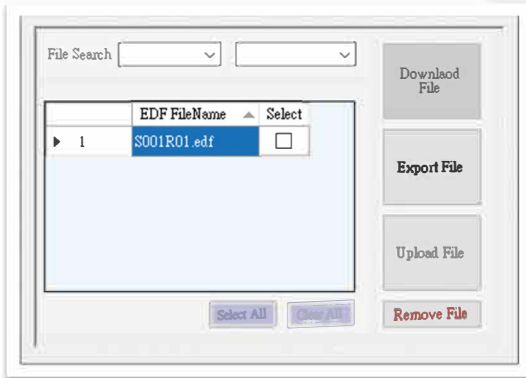 File Search
Downlaod
File
EDF FileName Select
1 S001R01.edf
Export File
Upload File
Select All Clear All
Remove File